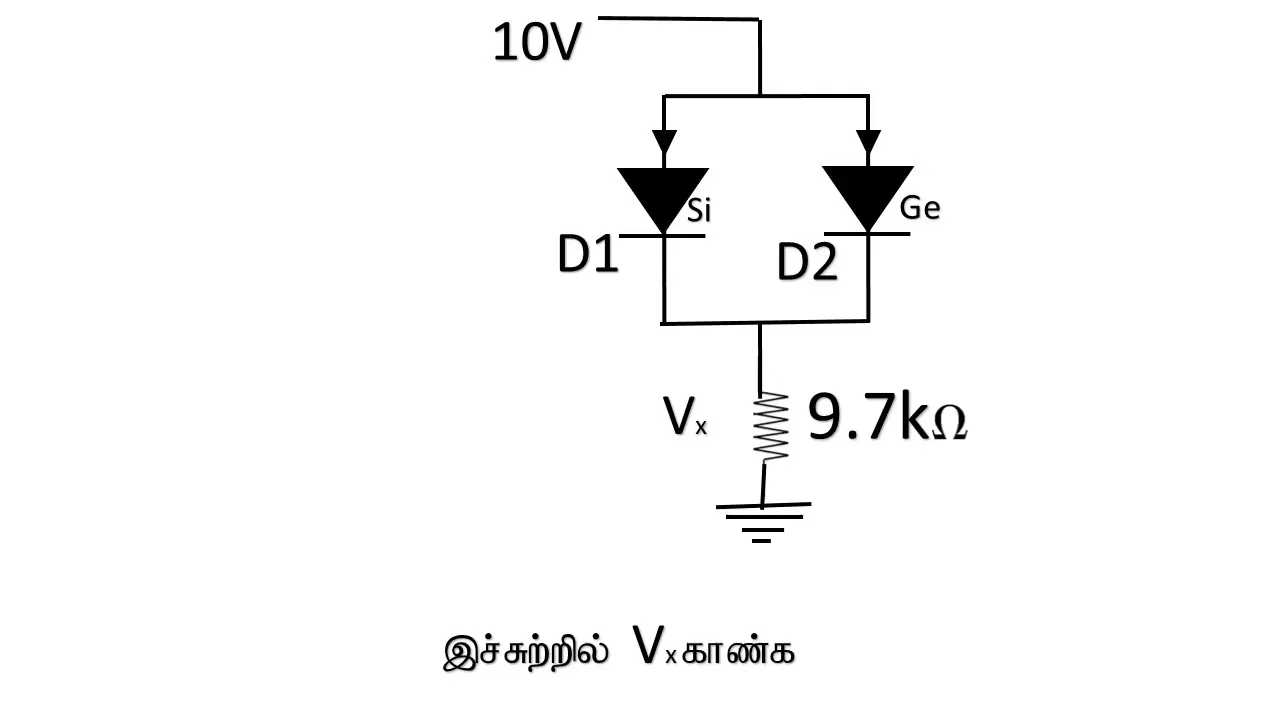 10V
Si
Ge
D1
D2
Vx
9.7kΩ
இச்சுற்றில் Vx காண்க